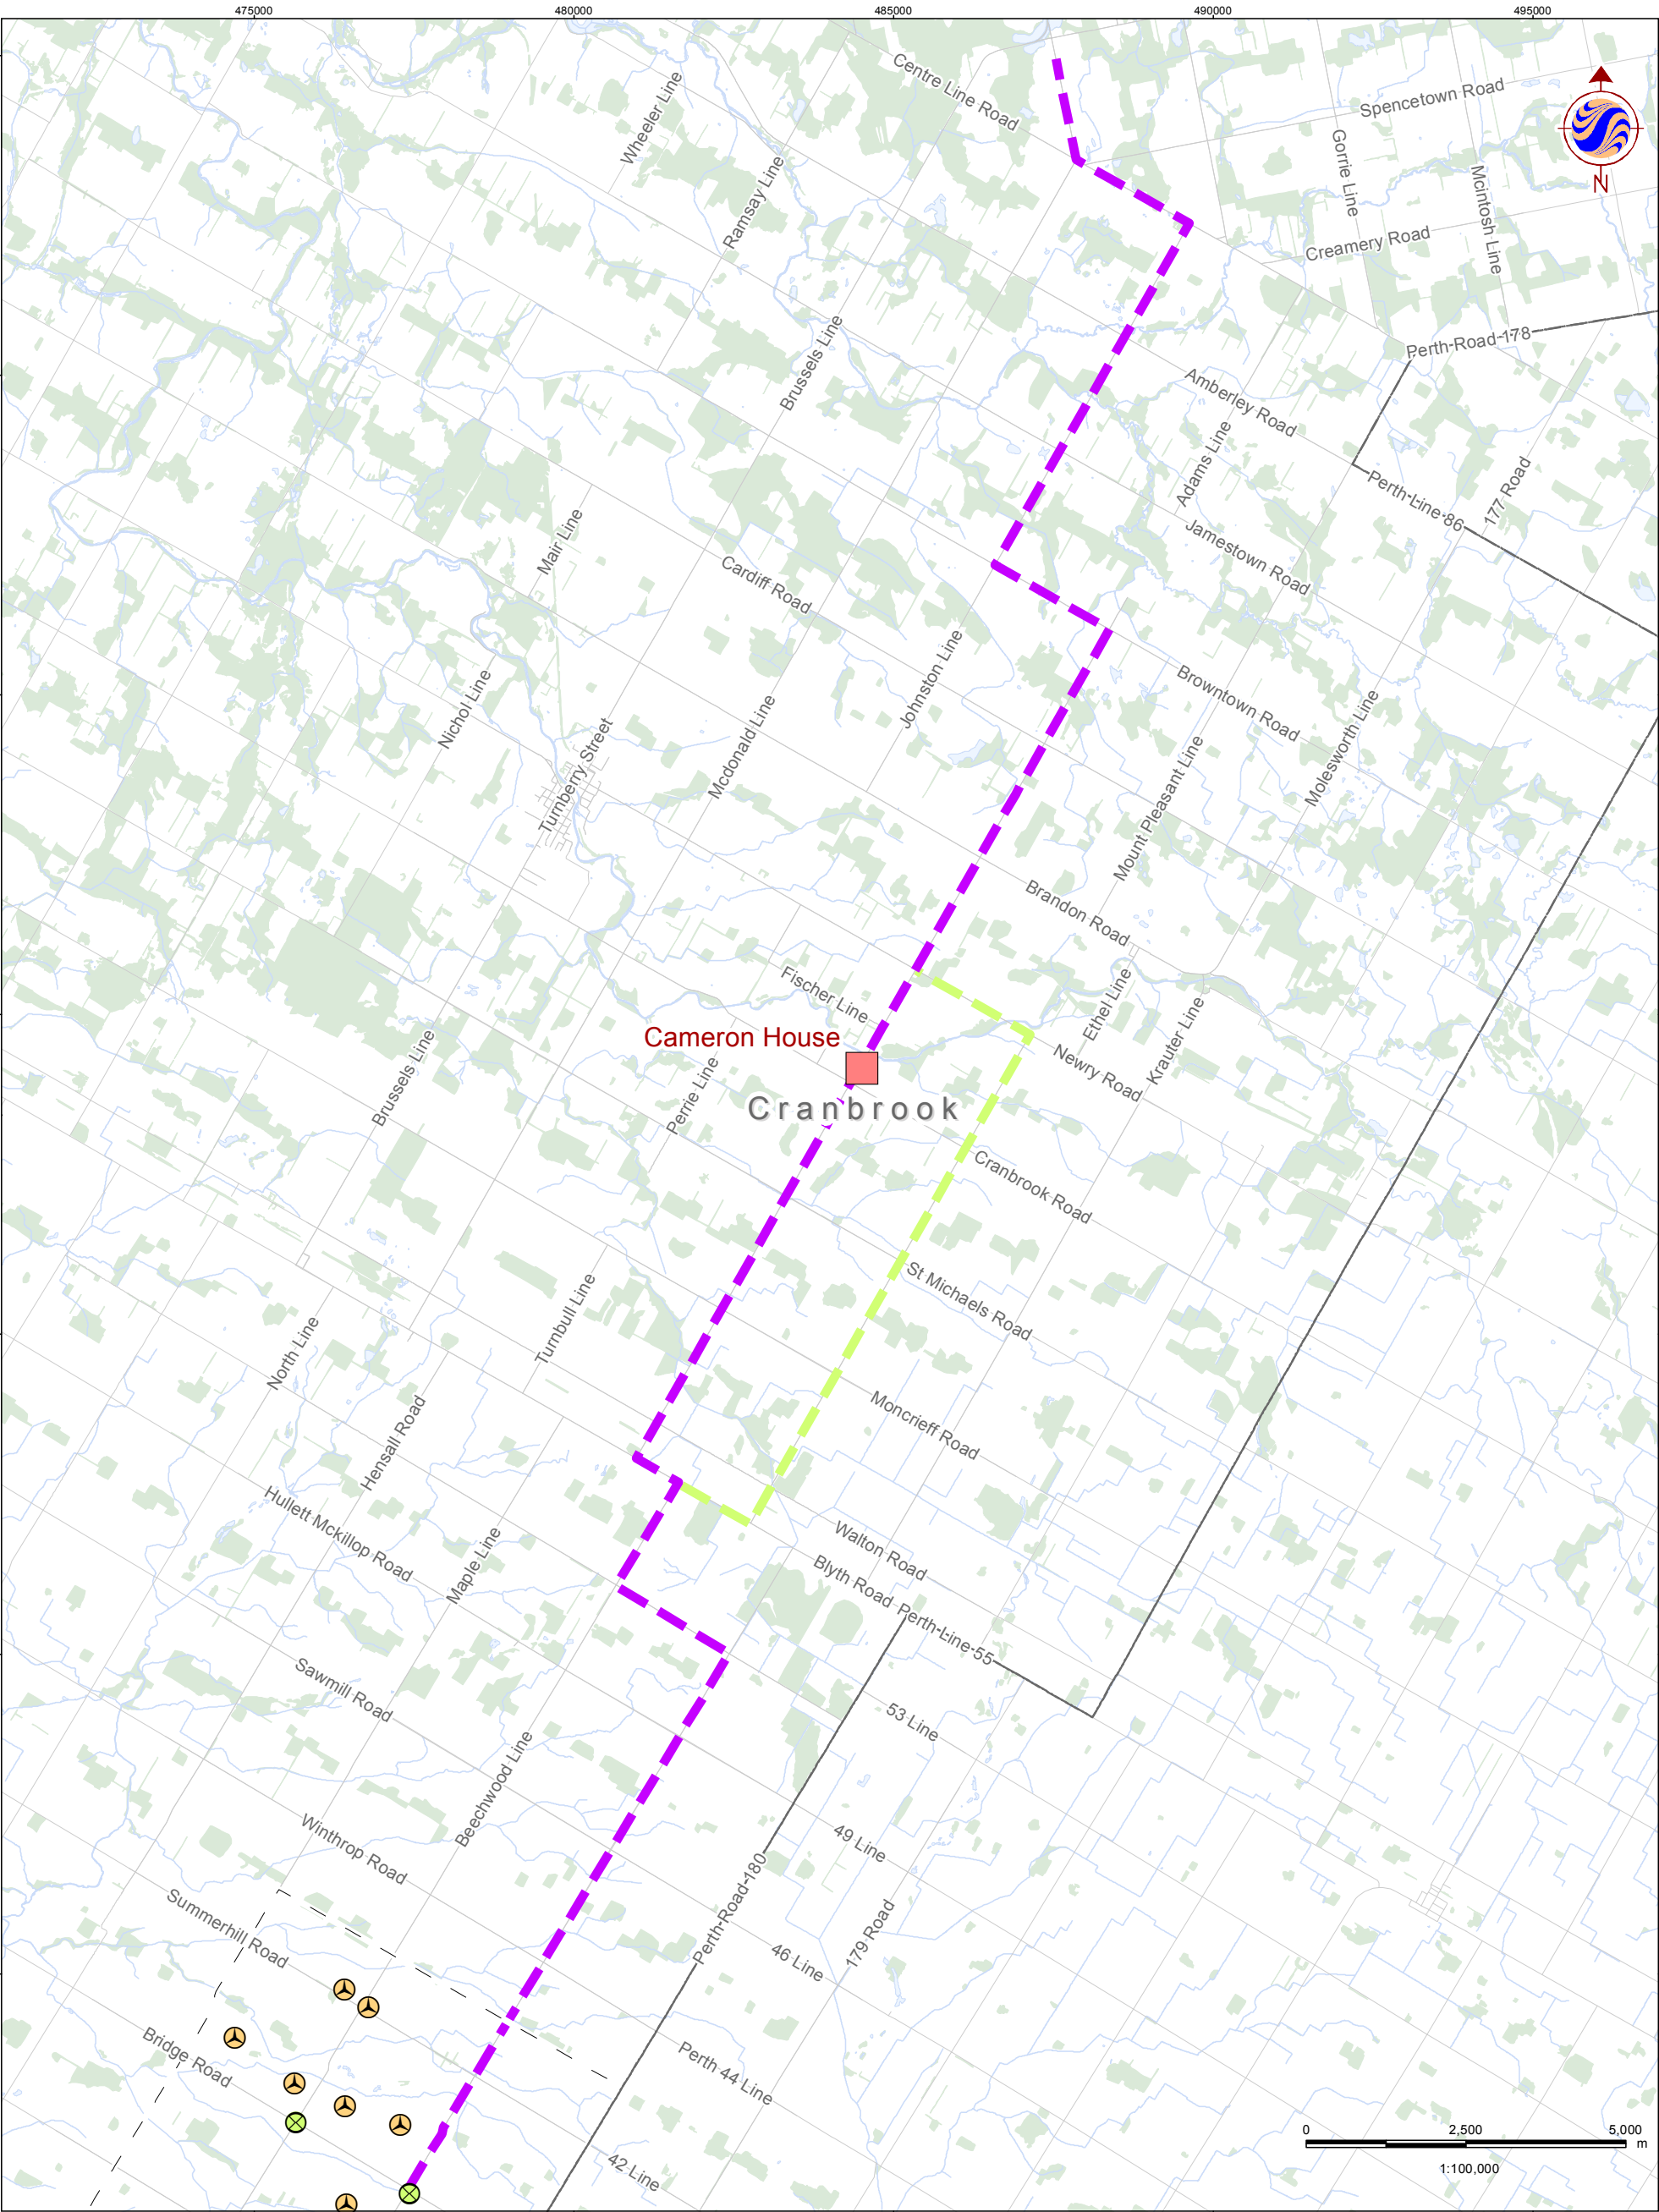 475000
480000
485000
490000
495000
Centre Line Road
Spencetown Road
Wheeler Line
Gorrie Line
Mcintosh Line
Ramsay Line
N
Creamery Road
Brussels Line
Perth-Road-178
Amberley Road
Adams Line
Perth-Line-86
177 Road
Mair Line
Jamestown Road
Cardiff Road
Johnston Line
Nichol Line
Browntown Road
Mcdonald Line
Molesworth Line
Turnberry Street
Mount Pleasant Line
Brandon Road
Fischer Line
Ethel Line
Krauter Line
Cameron House
Newry Road
Brussels Line
Perrie Line
Cranbrook
Cranbrook Road
St Michaels Road
Turnbull Line
North Line
Moncrieff Road
Hensall Road
Hullett Mckillop Road
Walton Road
Maple Line
Blyth Road
Perth-Line-55
Sawmill Road
53 Line
Beechwood Line
Winthrop Road
49 Line
Perth-Road-180
Summerhill Road
179 Road
46 Line
Bridge Road
Perth 44 Line
42 Line
0
2,500
5,000
m
1:100,000